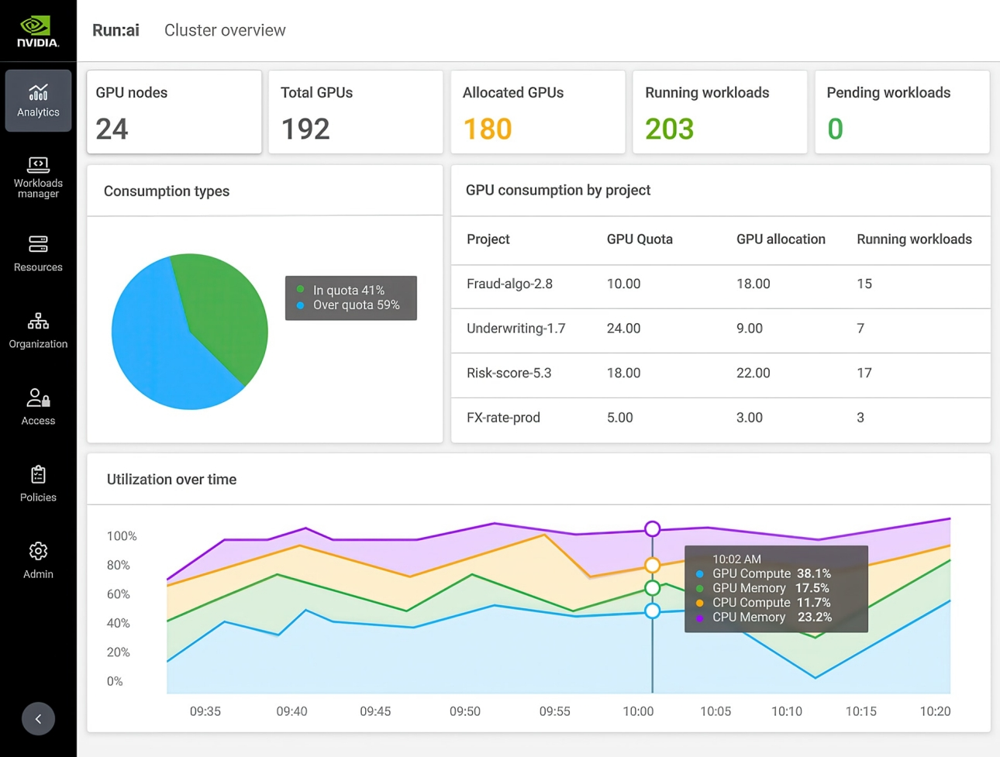 NVIDIA.
Run:ai Cluster overview
Analytics
Workloads
manager
Resources
Organization
Access
Policies
Admin
GPU nodes
24
Total GPUs
192
Allocated GPUs
180
Running workloads
203
Pending workloads
0
Consumption types
In quota 41%
Over quota 59%
GPU consumption by project
Project GPU Quota GPU allocation Running workloads
Fraud-algo-2.8 10.00 18.00 15
Underwriting-1.7 24.00 9.00 7
Risk-score-5.3 18.00 22.00 17
FX-rate-prod 5.00 3.00 3
Utilization over time
100%
80%
60%
40%
20%
0%
10:02 AM
GPU Compute 38.1%
GPU Memory 17.5%
CPU Compute 11.7%
CPU Memory 23.2%
09:35 09:40 09:45 09:50 09:55 10:00 10:05 10:10 10:15 10:20